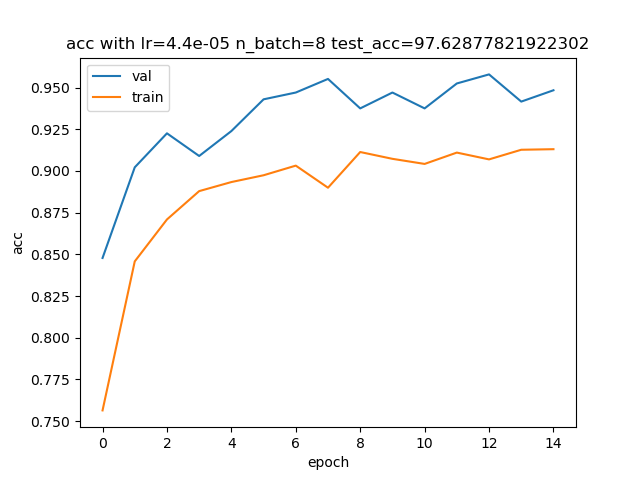 acc with lr=4.4e-05 n_batch=8 test_acc=97.62877821922302
val
train
0.950
0.925
0.900
0.875
0.850
0.825
0.800
0.775
0.750
acc
0 2 4 6 8 10 12 14
epoch